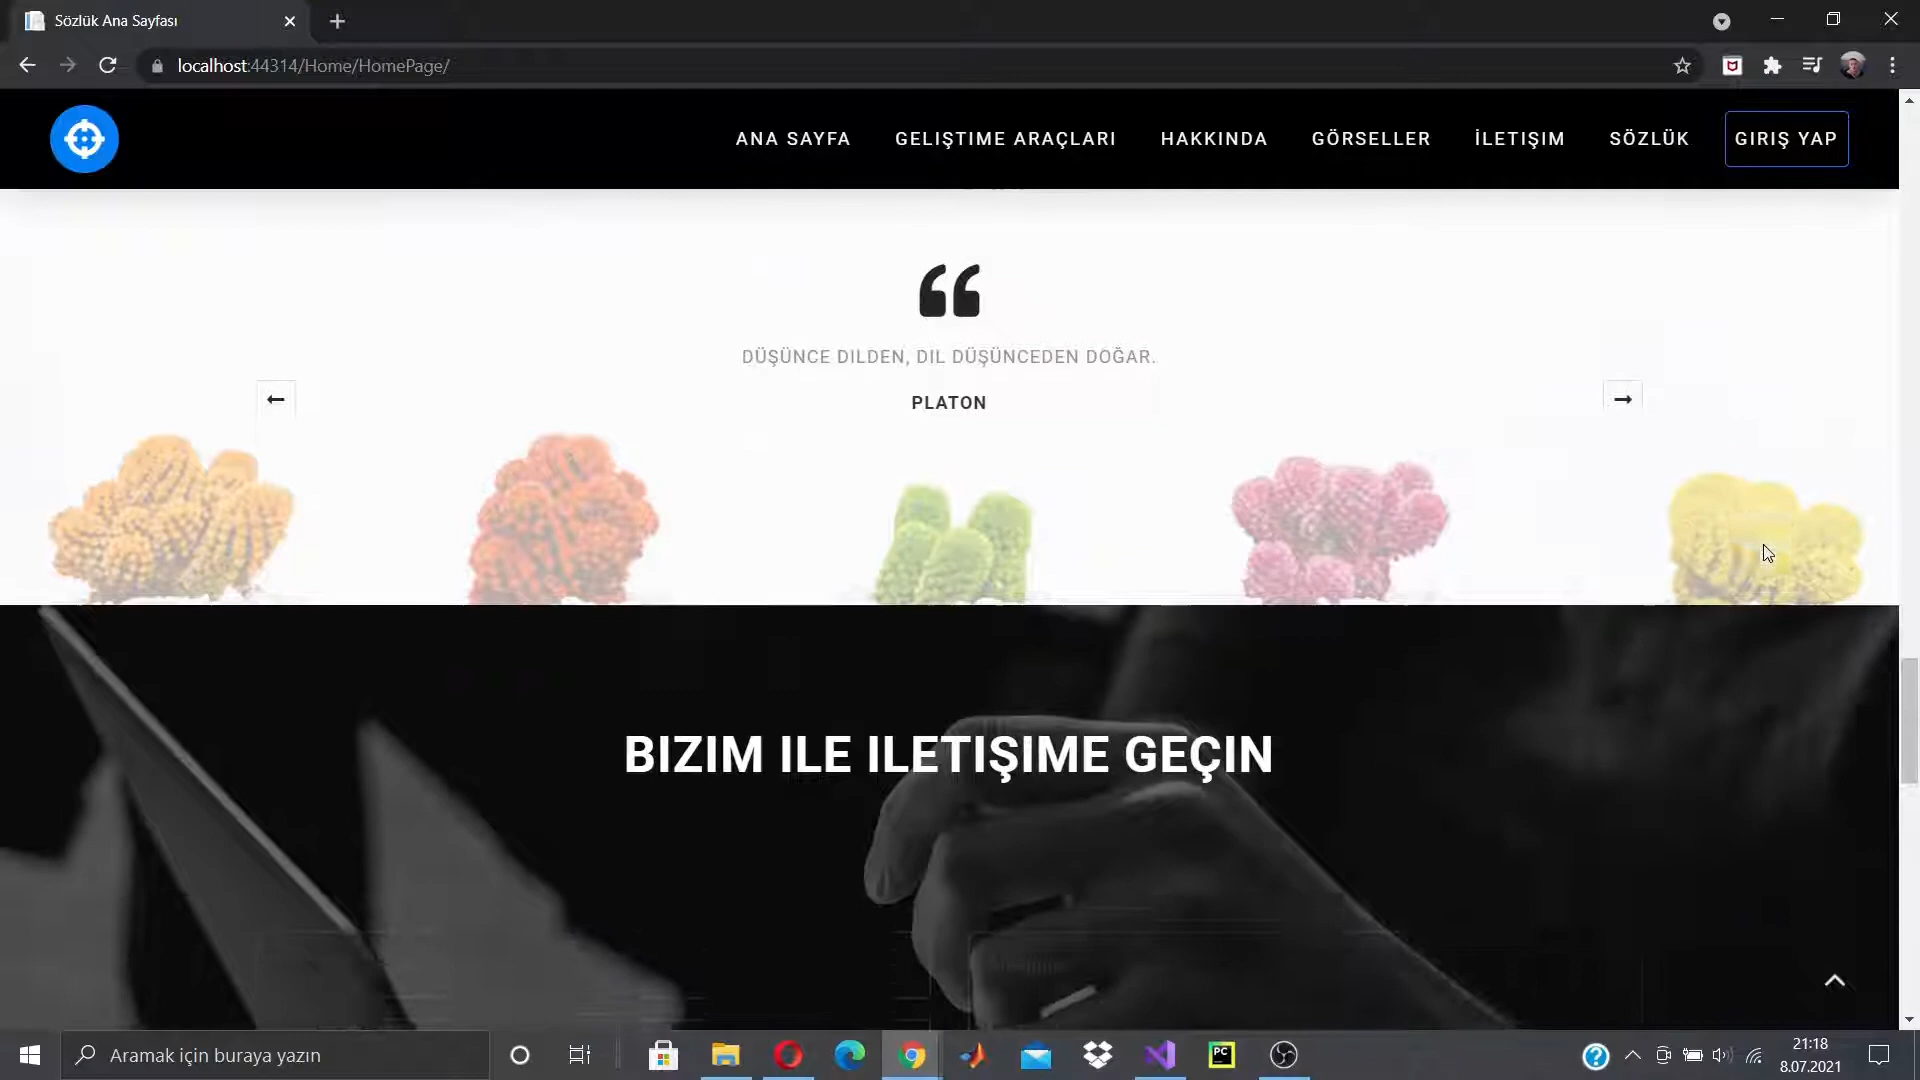 Sözlük Ana Sayfası
localhost:44314/Home/HomePage/
ANA SAYFA GELIŞTIME ARAÇLARI HAKKINDA GÖRSELLER İLETIŞIM SÖZLÜK GIRIŞ YAP
DÜŞÜNCE DILDEN, DIL DÜŞÜNCEDEN DOĞAR.
PLATON
BIZIM ILE ILETIŞIME GEÇIN
Aramak için buraya yazın
PC
21:18
8.07.2021